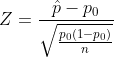 Z = \frac{\hat{p} - p_0}{\sqrt{\frac{p_0(1-p_0)}{n}}}